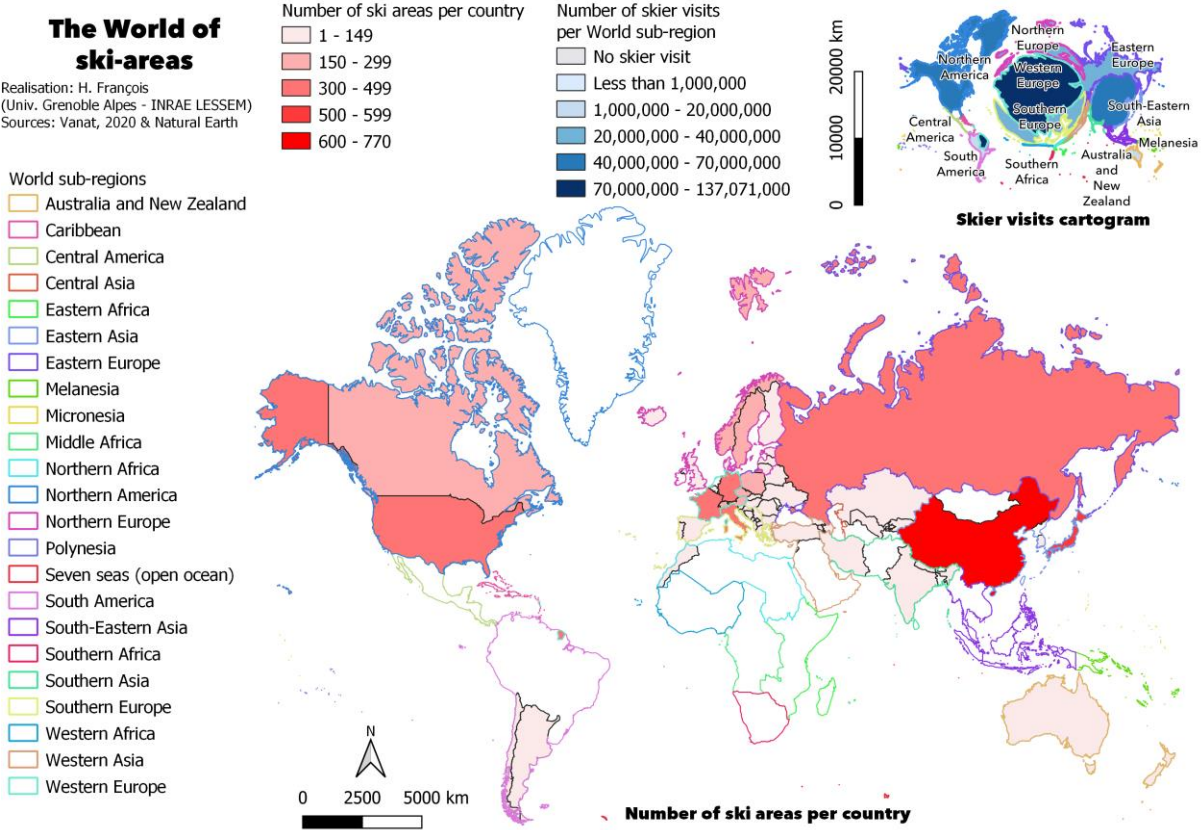 The World of
ski-areas
Realisation: H. François
(Univ. Grenoble Alpes - INRAE LESSEM)
Sources: Vanat, 2020 & Natural Earth
Number of ski areas per country
1 - 149
150 - 299
300 - 499
500 - 599
600 - 770
Number of skier visits
per World sub-region
No skier visit
Less than 1,000,000
1,000,000 - 20,000,000
20,000,000 - 40,000,000
40,000,000 - 70,000,000
70,000,000 - 137,071,000
0 10000 20000 km
Northern
Europe
Eastern
Europe
Northern
America
Western
Europe
Southern
Europe
South-Eastern
Asia
Central
America
Melanesia
South
America
Southern
Africa
Australia
and
New
Zealand
Skier visits cartogram
World sub-regions
Australia and New Zealand
Caribbean
Central America
Central Asia
Eastern Africa
Eastern Asia
Eastern Europe
Melanesia
Micronesia
Middle Africa
Northern Africa
Northern America
Northern Europe
Polynesia
Seven seas (open ocean)
South America
South-Eastern Asia
Southern Africa
Southern Asia
Southern Europe
Western Africa
Western Asia
Western Europe
N
0 2500 5000 km
Number of ski areas per country